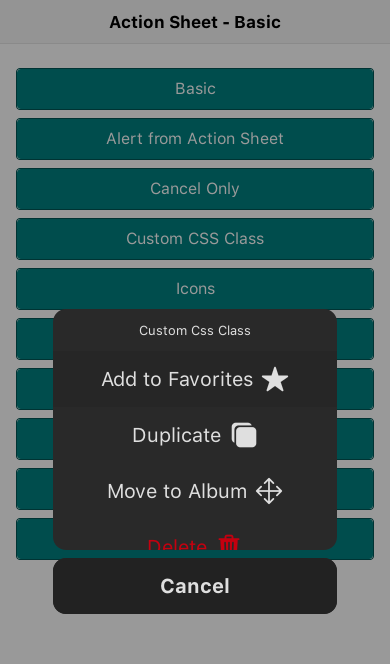 Action Sheet - Basic
Basic
Alert from Action Sheet
Cancel Only
Custom CSS Class
Icons
Custom Css Class
Add to Favorites
Duplicate
Move to Album
Delete
Cancel